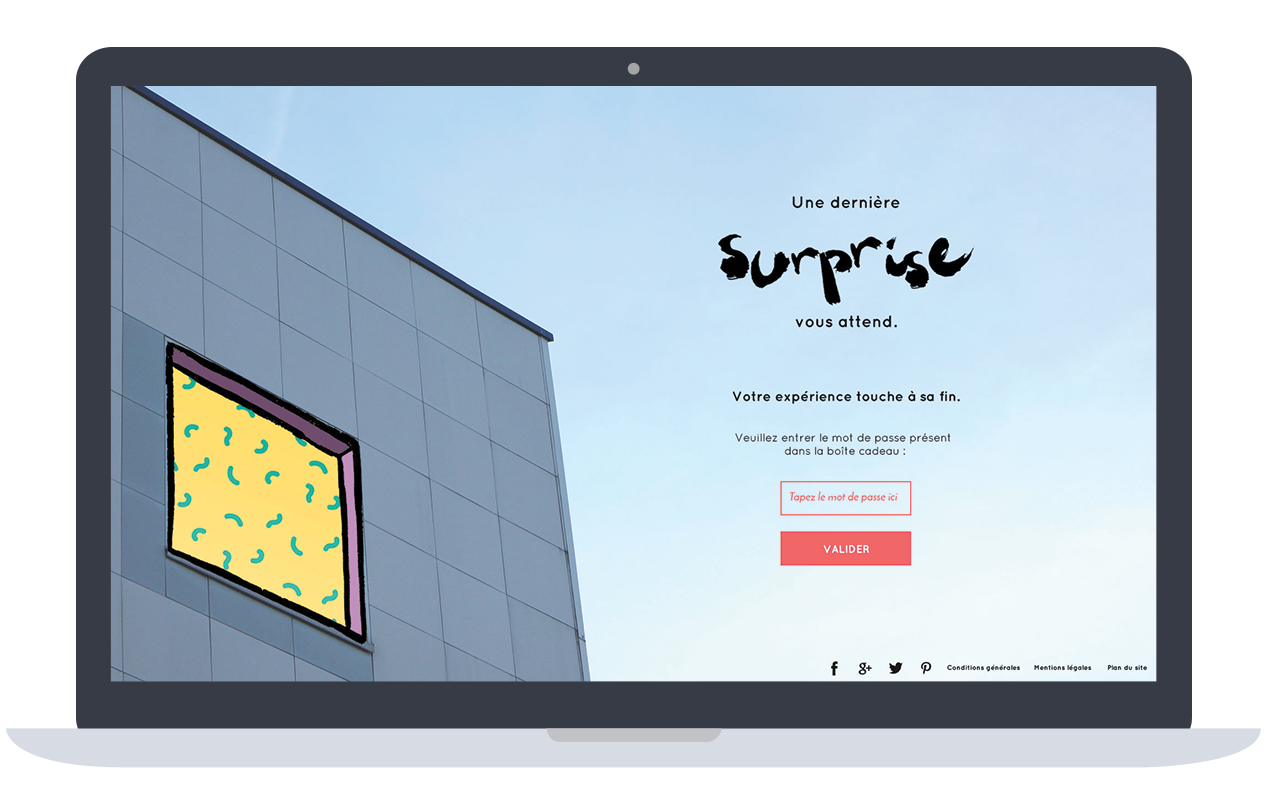 Une dernière
surprise
vous attend.
Votre expérience touche à sa fin.
Veuillez entrer le mot de passe présent
dans la boîte cadeau :
Tapez le mot de passe ici
VALIDER
Conditions générales Mentions légales Plan du site